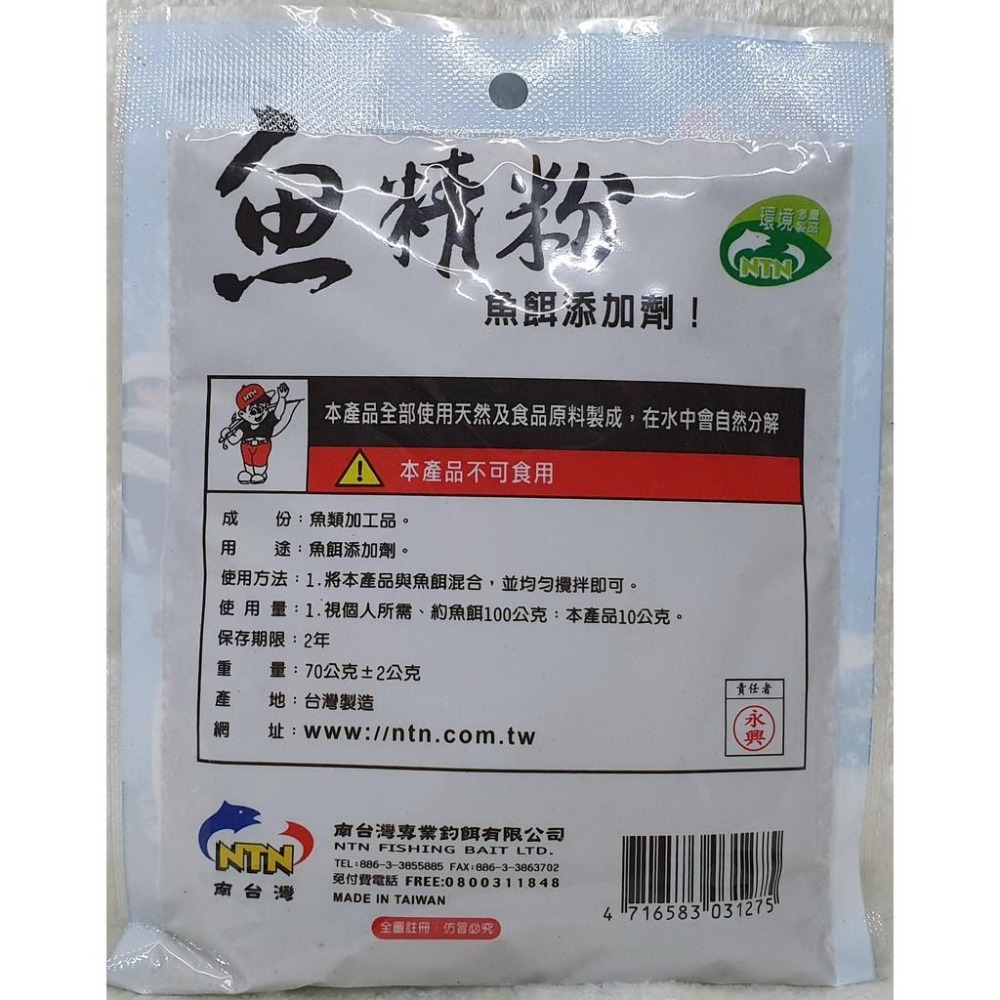 魚精粉
環境考量製品
NTN
魚餌添加劑！
NTN
本產品全部使用天然及食品原料製成，在水中會自然分解
本產品不可食用
成　份：魚類加工品。
用　途：魚餌添加劑。
使用方法：1.將本產品與魚餌混合，並均勻攪拌即可。
使用量：1.視個人所需、約魚餌100公克：本產品10公克。
保存期限：2年
重　量：70公克±2公克
產　地：台灣製造
網　址：www://ntn.com.tw
責任者
永興
NTN
南台灣
南台灣專業釣餌有限公司
NTN FISHING BAIT LTD.
TEL:886-3-3855885 FAX:886-3-3863702
免付費電話 FREE:0800311848
MADE IN TAIWAN
全圖註冊．仿冒必究
4 716583 031275